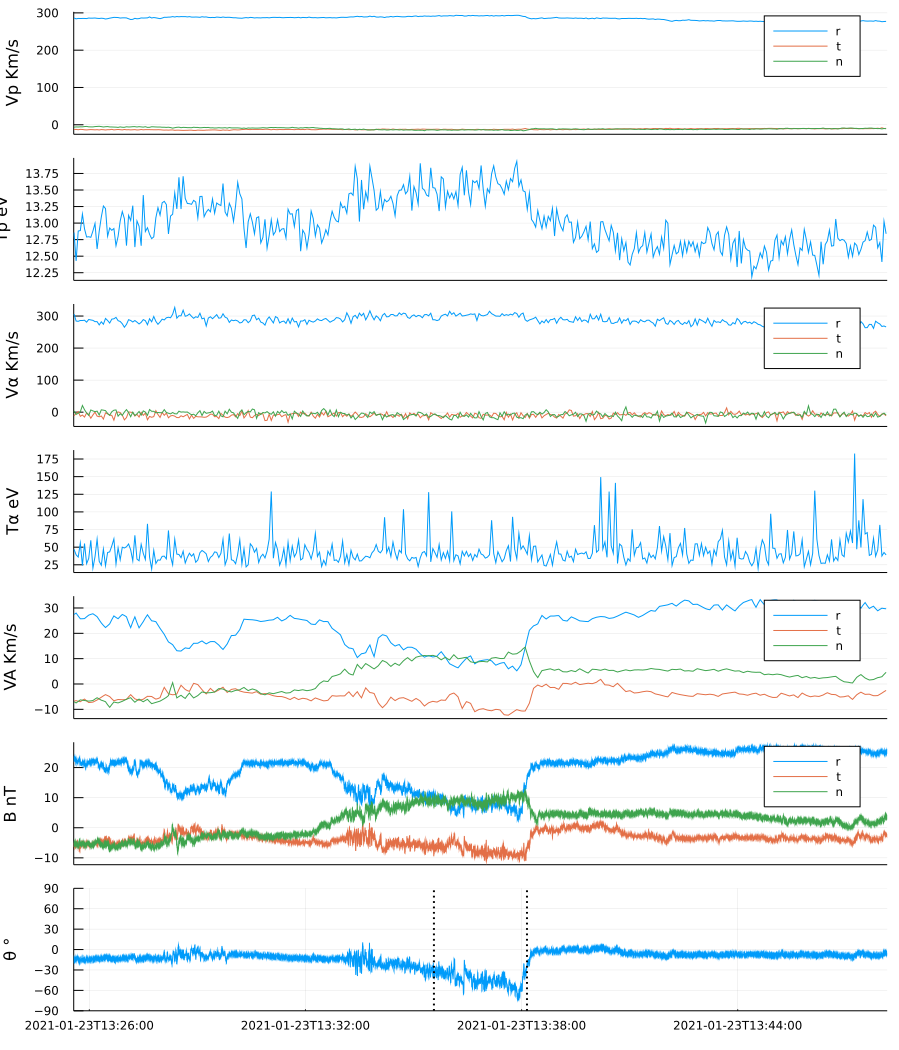 Vp Km/s
300
200
100
0
r
t
n
Tp eV
13.75
13.50
13.25
13.00
12.75
12.50
12.25
Vα Km/s
300
200
100
0
r
t
n
Tα eV
175
150
125
100
75
50
25
VA Km/s
30
20
10
0
−10
r
t
n
B nT
20
10
0
−10
r
t
n
θ °
90
60
30
0
−30
−60
−90
2021-01-23T13:26:00 2021-01-23T13:32:00 2021-01-23T13:38:00 2021-01-23T13:44:00